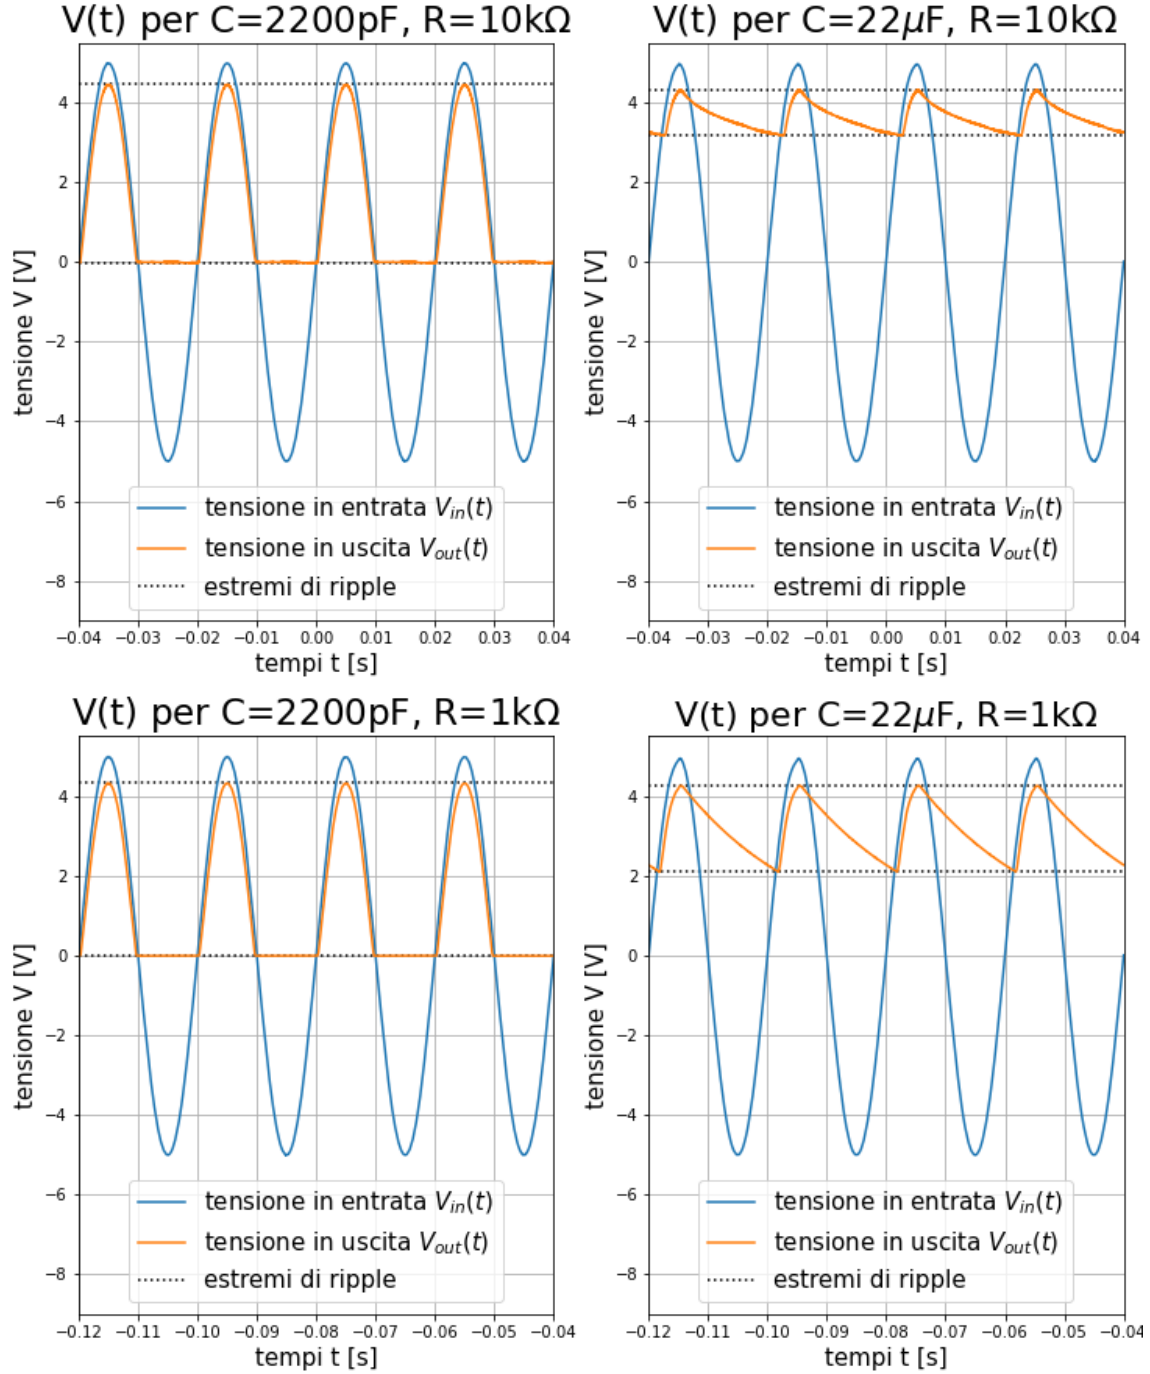 V(t) per C=2200pF, R=10kΩ
tensione V [V]
4
2
0
−2
−4
−6
−8
tensione in entrata V_in(t)
tensione in uscita V_out(t)
estremi di ripple
−0.04 −0.03 −0.02 −0.01 0.00 0.01 0.02 0.03 0.04
tempi t [s]
V(t) per C=22μF, R=10kΩ
tensione V [V]
4
2
0
−2
−4
−6
−8
tensione in entrata V_in(t)
tensione in uscita V_out(t)
estremi di ripple
−0.04 −0.03 −0.02 −0.01 0.00 0.01 0.02 0.03 0.04
tempi t [s]
V(t) per C=2200pF, R=1kΩ
tensione V [V]
4
2
0
−2
−4
−6
−8
tensione in entrata V_in(t)
tensione in uscita V_out(t)
estremi di ripple
−0.12 −0.11 −0.10 −0.09 −0.08 −0.07 −0.06 −0.05 −0.04
tempi t [s]
V(t) per C=22μF, R=1kΩ
tensione V [V]
4
2
0
−2
−4
−6
−8
tensione in entrata V_in(t)
tensione in uscita V_out(t)
estremi di ripple
−0.12 −0.11 −0.10 −0.09 −0.08 −0.07 −0.06 −0.05 −0.04
tempi t [s]